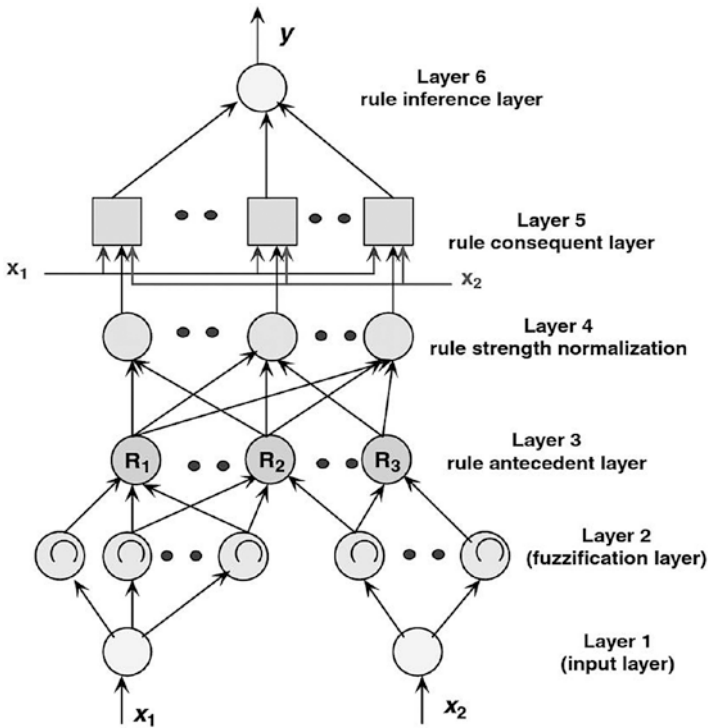 y
Layer 6
rule inference layer
Layer 5
rule consequent layer
x₁
x₂
Layer 4
rule strength normalization
R₁ R₂ R₃
Layer 3
rule antecedent layer
Layer 2
(fuzzification layer)
Layer 1
(input layer)
x₁ x₂